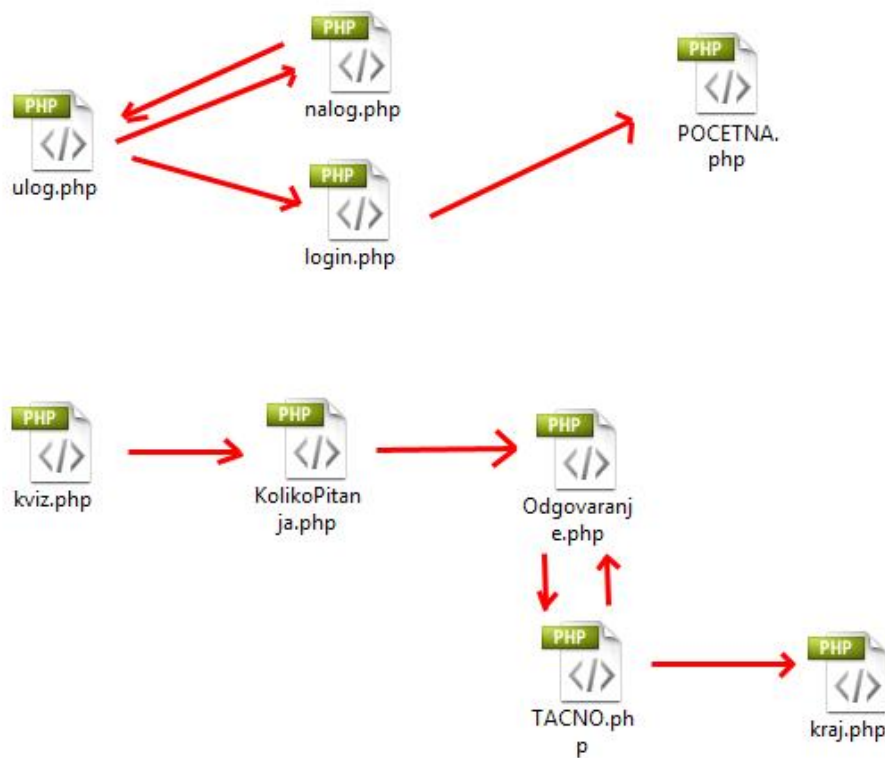 PHP
nalog.php
PHP
POCETNA.
php
PHP
ulog.php
PHP
login.php
PHP
kviz.php
PHP
KolikoPitan
ja.php
PHP
Odgovaranj
e.php
PHP
TACNO.ph
p
PHP
kraj.php